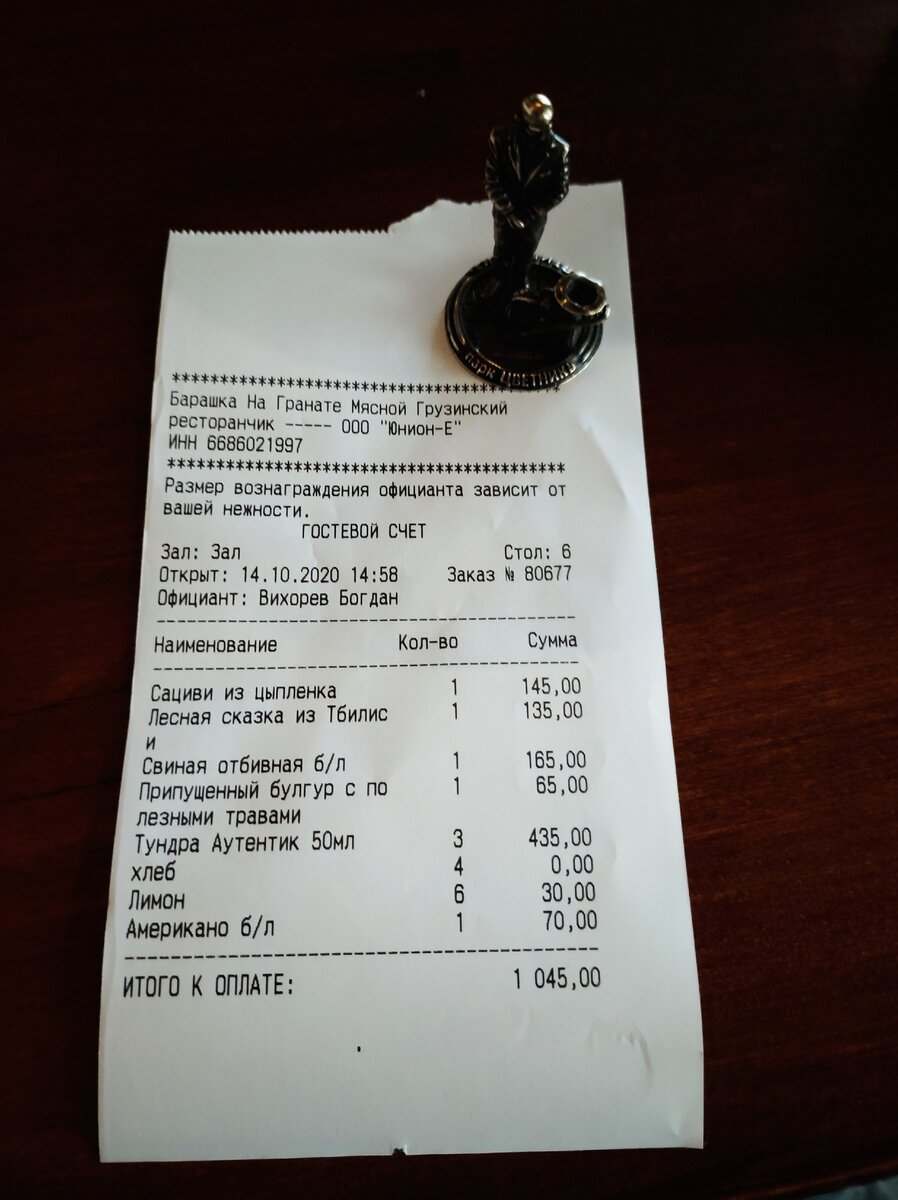 парк Цветникъ
******************************************
Барашка На Гранате Мясной Грузинский
ресторанчик ----- ООО "Юнион-Е"
ИНН 6686021997
******************************************
Размер вознаграждения официанта зависит от
вашей нежности.
ГОСТЕВОЙ СЧЕТ
Зал: Зал Стол: 6
Открыт: 14.10.2020 14:58 Заказ № 80677
Официант: Вихорев Богдан
Наименование Кол-во Сумма
Сациви из цыпленка 1 145,00
Лесная сказка из Тбилис 1 135,00
и
Свиная отбивная б/л 1 165,00
Припущенный булгур с по 1 65,00
лезными травами
Тундра Аутентик 50мл 3 435,00
хлеб 4 0,00
Лимон 6 30,00
Американо б/л 1 70,00
ИТОГО К ОПЛАТЕ: 1 045,00